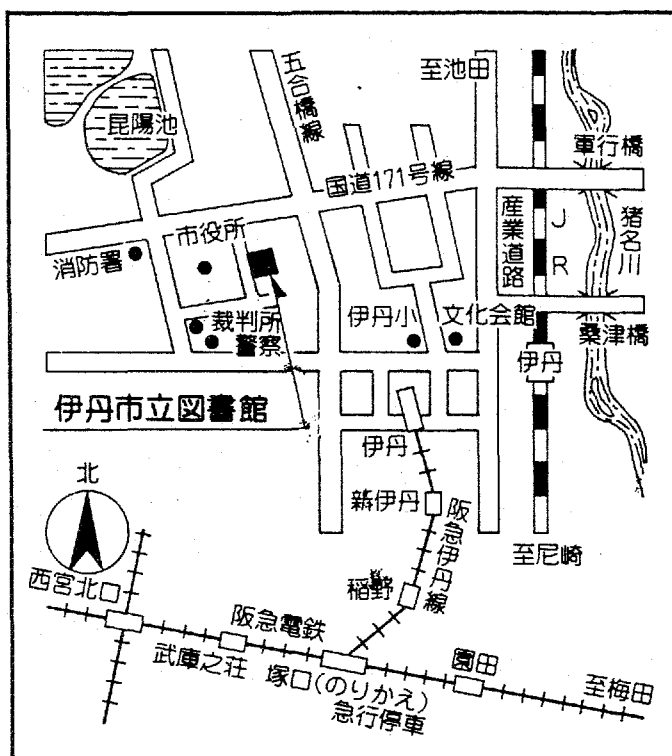 五合橋線
至池田
昆陽池
軍行橋
国道171号線
産業道路
JR
猪名川
市役所
消防署
裁判所
警察
伊丹小
文化会館
桑津橋
伊丹
伊丹市立図書館
伊丹
北
新伊丹
阪急伊丹線
至尼崎
稲野
西宮北口
阪急電鉄
武庫之荘
塚口(のりかえ)
急行停車
園田
至梅田